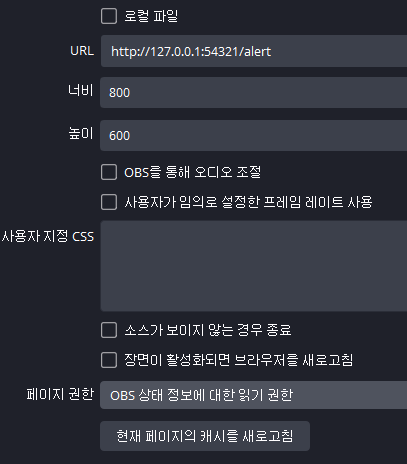 로컬 파일
URL http://127.0.0.1:54321/alert
너비 800
높이 600
OBS를 통해 오디오 조절
사용자가 임의로 설정한 프레임 레이트 사용
사용자 지정 CSS
소스가 보이지 않는 경우 종료
장면이 활성화되면 브라우저를 새로고침
페이지 권한 OBS 상태 정보에 대한 읽기 권한
현재 페이지의 캐시를 새로고침